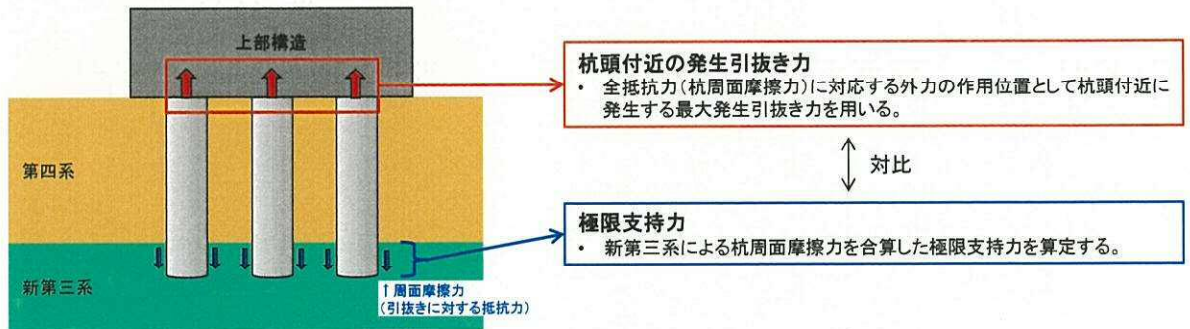 上部構造
第四系
新第三系
↑周面摩擦力
(引抜きに対する抵抗力)
杭頭付近の発生引抜き力
・ 全抵抗力(杭周面摩擦力)に対応する外力の作用位置として杭頭付近に
発生する最大発生引抜き力を用いる。
対比
極限支持力
・ 新第三系による杭周面摩擦力を合算した極限支持力を算定する。